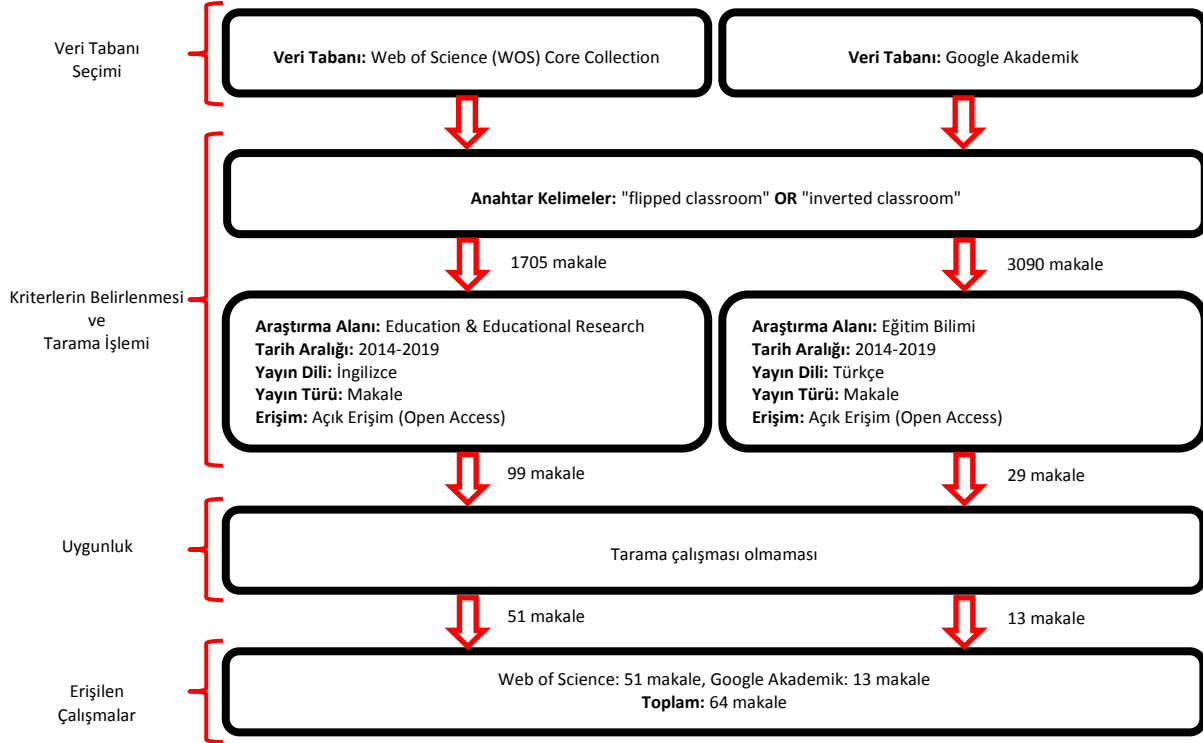 Veri Tabanı
Seçimi
Veri Tabanı: Web of Science (WOS) Core Collection
Veri Tabanı: Google Akademik
Kriterlerin Belirlenmesi
ve
Tarama İşlemi
Anahtar Kelimeler: "flipped classroom" OR "inverted classroom"
1705 makale
3090 makale
Araştırma Alanı: Education & Educational Research
Tarih Aralığı: 2014-2019
Yayın Dili: İngilizce
Yayın Türü: Makale
Erişim: Açık Erişim (Open Access)
Araştırma Alanı: Eğitim Bilimi
Tarih Aralığı: 2014-2019
Yayın Dili: Türkçe
Yayın Türü: Makale
Erişim: Açık Erişim (Open Access)
99 makale
29 makale
Uygunluk
Tarama çalışması olmaması
51 makale
13 makale
Erişilen
Çalışmalar
Web of Science: 51 makale, Google Akademik: 13 makale
Toplam: 64 makale